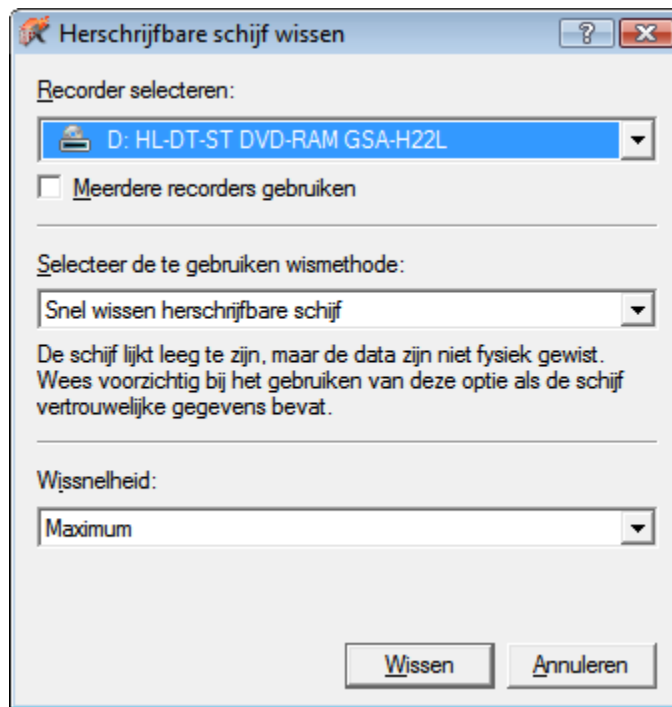 Herschrijfbare schijf wissen
Recorder selecteren:
D: HL-DT-ST DVD-RAM GSA-H22L
Meerdere recorders gebruiken
Selecteer de te gebruiken wismethode:
Snel wissen herschrijfbare schijf
De schijf lijkt leeg te zijn, maar de data zijn niet fysiek gewist.
Wees voorzichtig bij het gebruiken van deze optie als de schijf
vertrouwelijke gegevens bevat.
Wissnelheid:
Maximum
Wissen
Annuleren